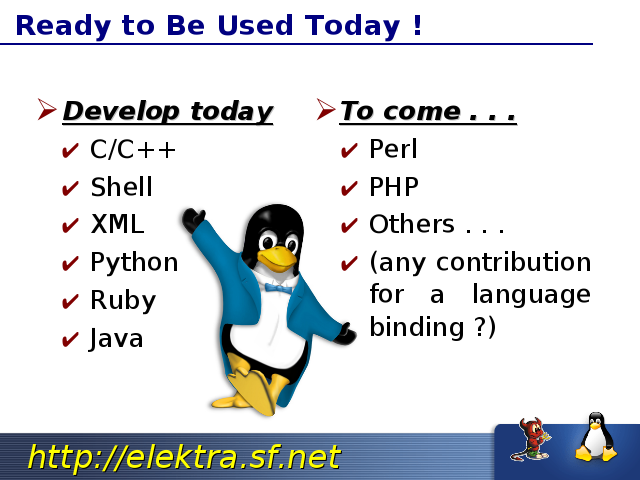 Ready to Be Used Today !
Develop today
C/C++
Shell
XML
Python
Ruby
Java
To come . . .
Perl
PHP
Others . . .
(any contribution
for a language
binding ?)
http://elektra.sf.net